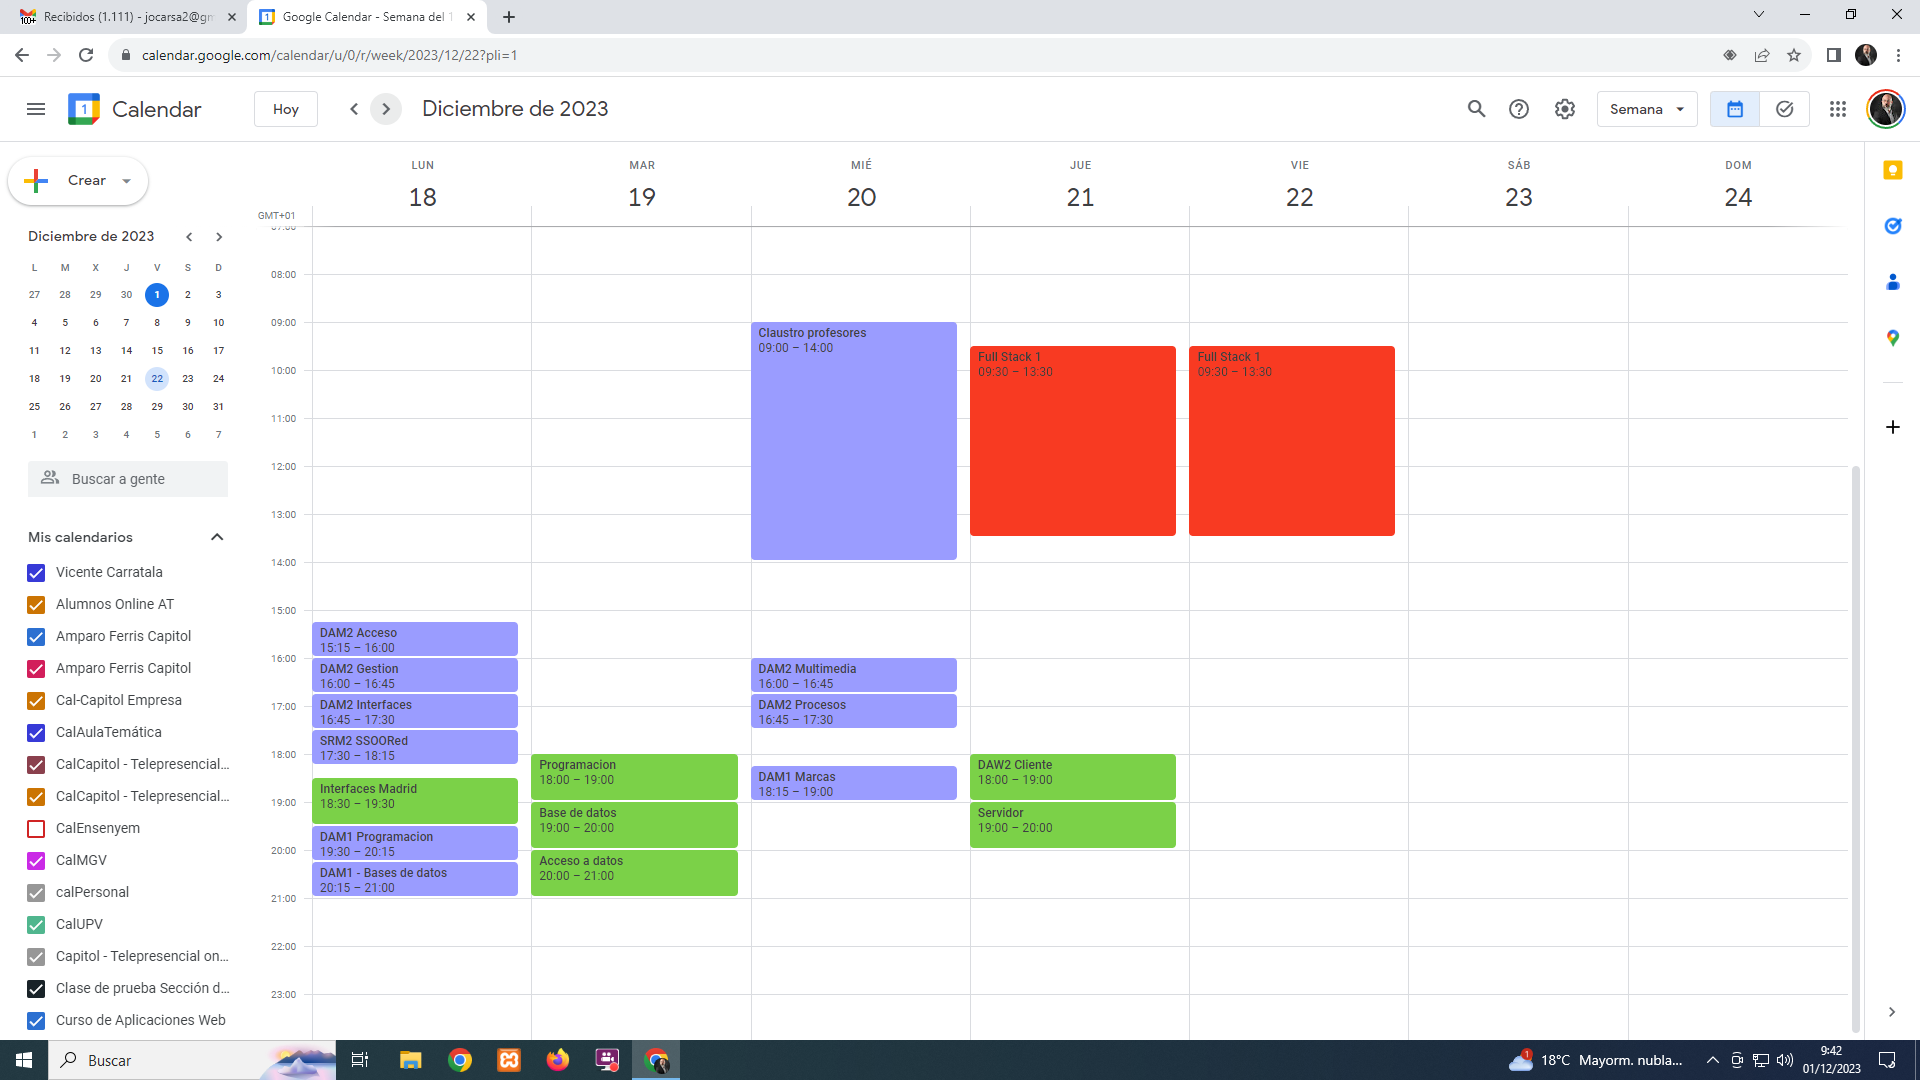 Recibidos (1.111) - jocarsa2@gm
Google Calendar - Semana del 1
calendar.google.com/calendar/u/0/r/week/2023/12/22?pli=1
Calendar
Hoy
Diciembre de 2023
Semana
Crear
LUN MAR MIÉ JUE VIE SÁB DOM
18 19 20 21 22 23 24
GMT+01
Diciembre de 2023
L M X J V S D
27 28 29 30 1 2 3
4 5 6 7 8 9 10
11 12 13 14 15 16 17
18 19 20 21 22 23 24
25 26 27 28 29 30 31
1 2 3 4 5 6 7
Buscar a gente
Mis calendarios
Vicente Carratala
Alumnos Online AT
Amparo Ferris Capitol
Amparo Ferris Capitol
Cal-Capitol Empresa
CalAulaTemática
CalCapitol - Telepresencial...
CalCapitol - Telepresencial...
CalEnsenyem
CalMGV
calPersonal
CalUPV
Capitol - Telepresencial on...
Clase de prueba Sección d...
Curso de Aplicaciones Web
07:00
08:00
09:00
10:00
11:00
12:00
13:00
14:00
15:00
16:00
17:00
18:00
19:00
20:00
21:00
22:00
23:00
DAM2 Acceso
15:15 – 16:00
DAM2 Gestion
16:00 – 16:45
DAM2 Interfaces
16:45 – 17:30
SRM2 SSOORed
17:30 – 18:15
Interfaces Madrid
18:30 – 19:30
DAM1 Programacion
19:30 – 20:15
DAM1 - Bases de datos
20:15 – 21:00
Programacion
18:00 – 19:00
Base de datos
19:00 – 20:00
Acceso a datos
20:00 – 21:00
Claustro profesores
09:00 – 14:00
DAM2 Multimedia
16:00 – 16:45
DAM2 Procesos
16:45 – 17:30
DAM1 Marcas
18:15 – 19:00
Full Stack 1
09:30 – 13:30
DAW2 Cliente
18:00 – 19:00
Servidor
19:00 – 20:00
Full Stack 1
09:30 – 13:30
Buscar
18°C Mayorm. nubla...
9:42
01/12/2023